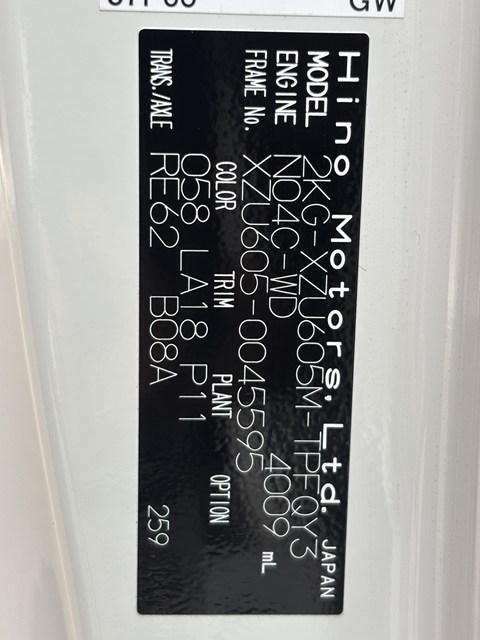 Hino Motors, Ltd. JAPAN
MODEL 2KG-XZU605M-TPFQY3
ENGINE N04C-WD 4009 mL
FRAME No. XZU605-0045595
COLOR TRIM PLANT OPTION
058 LA18 P11
TRANS./AXLE RE62 B08A 259
GW